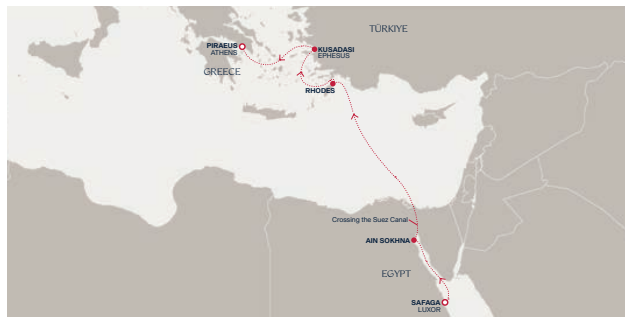 TÜRKIYE
PIRAEUS
ATHENS
KUSADASI
EPHESUS
GREECE
RHODES
Crossing the Suez Canal
AIN SOKHNA
EGYPT
SAFAGA
LUXOR